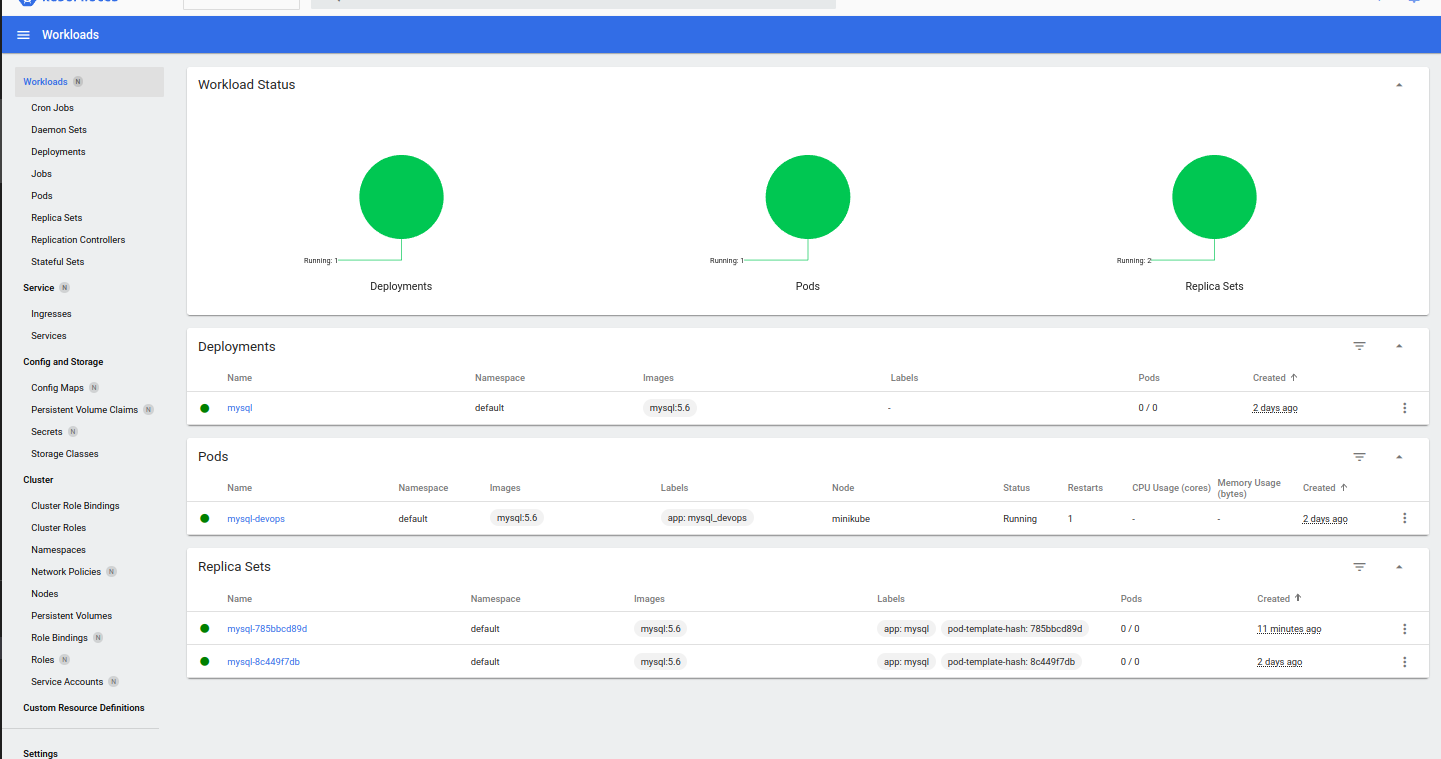 Workloads
Workloads N
Cron Jobs
Daemon Sets
Deployments
Jobs
Pods
Replica Sets
Replication Controllers
Stateful Sets
Service N
Ingresses
Services
Config and Storage
Config Maps N
Persistent Volume Claims N
Secrets N
Storage Classes
Cluster
Cluster Role Bindings
Cluster Roles
Namespaces
Network Policies N
Nodes
Persistent Volumes
Role Bindings N
Roles N
Service Accounts N
Custom Resource Definitions
Settings
Workload Status
Running: 1 Running: 1 Running: 2
Deployments Pods Replica Sets
Deployments
Name Namespace Images Labels Pods Created
mysql default mysql:5.6 - 0 / 0 2 days ago
Pods
Name Namespace Images Labels Node Status Restarts CPU Usage (cores) Memory Usage (bytes) Created
mysql-devops default mysql:5.6 app: mysql_devops minikube Running 1 - - 2 days ago
Replica Sets
Name Namespace Images Labels Pods Created
mysql-785bbcd89d default mysql:5.6 app: mysql pod-template-hash: 785bbcd89d 0 / 0 11 minutes ago
mysql-8c449f7db default mysql:5.6 app: mysql pod-template-hash: 8c449f7db 0 / 0 2 days ago